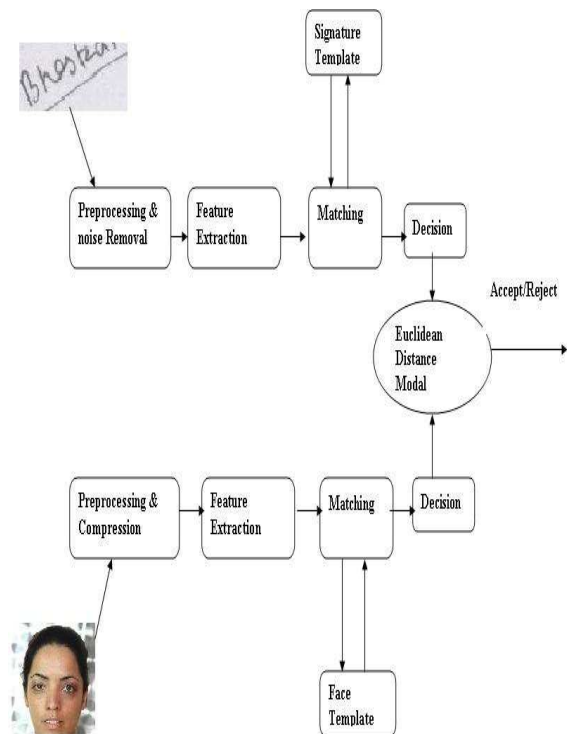 Bhaskar
Signature
Template
Preprocessing &
noise Removal
Feature
Extraction
Matching
Decision
Accept/Reject
Euclidean
Distance
Modal
Preprocessing &
Compression
Feature
Extraction
Matching
Decision
Face
Template